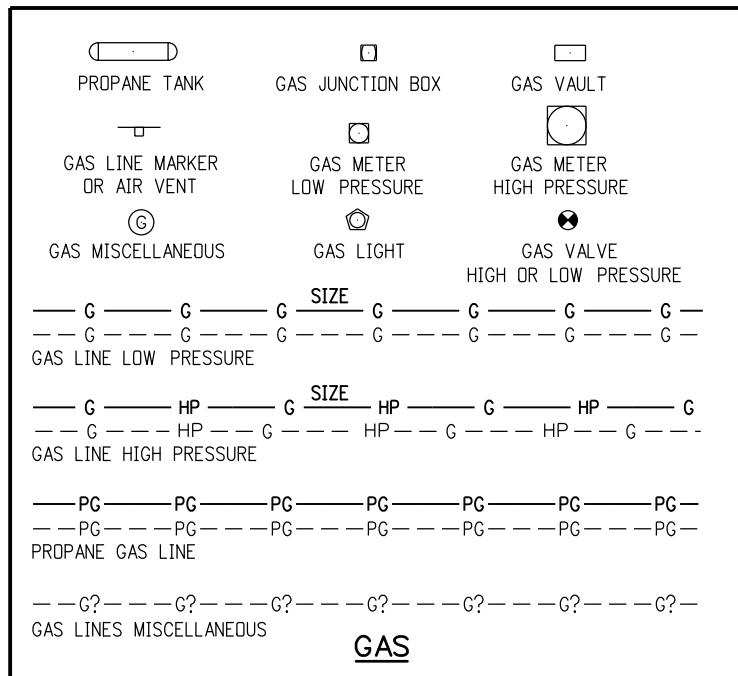 PROPANE TANK
GAS JUNCTION BOX
GAS VAULT
GAS LINE MARKER
OR AIR VENT
GAS METER
LOW PRESSURE
GAS METER
HIGH PRESSURE
G
GAS MISCELLANEOUS
GAS LIGHT
GAS VALVE
HIGH OR LOW PRESSURE
SIZE
G G G G G G G
G G G G G G G
GAS LINE LOW PRESSURE
SIZE
G HP G HP G HP G
G HP G HP G HP G
GAS LINE HIGH PRESSURE
PG PG PG PG PG PG PG
PG PG PG PG PG PG PG
PROPANE GAS LINE
G? G? G? G? G? G? G?
GAS LINES MISCELLANEOUS
GAS